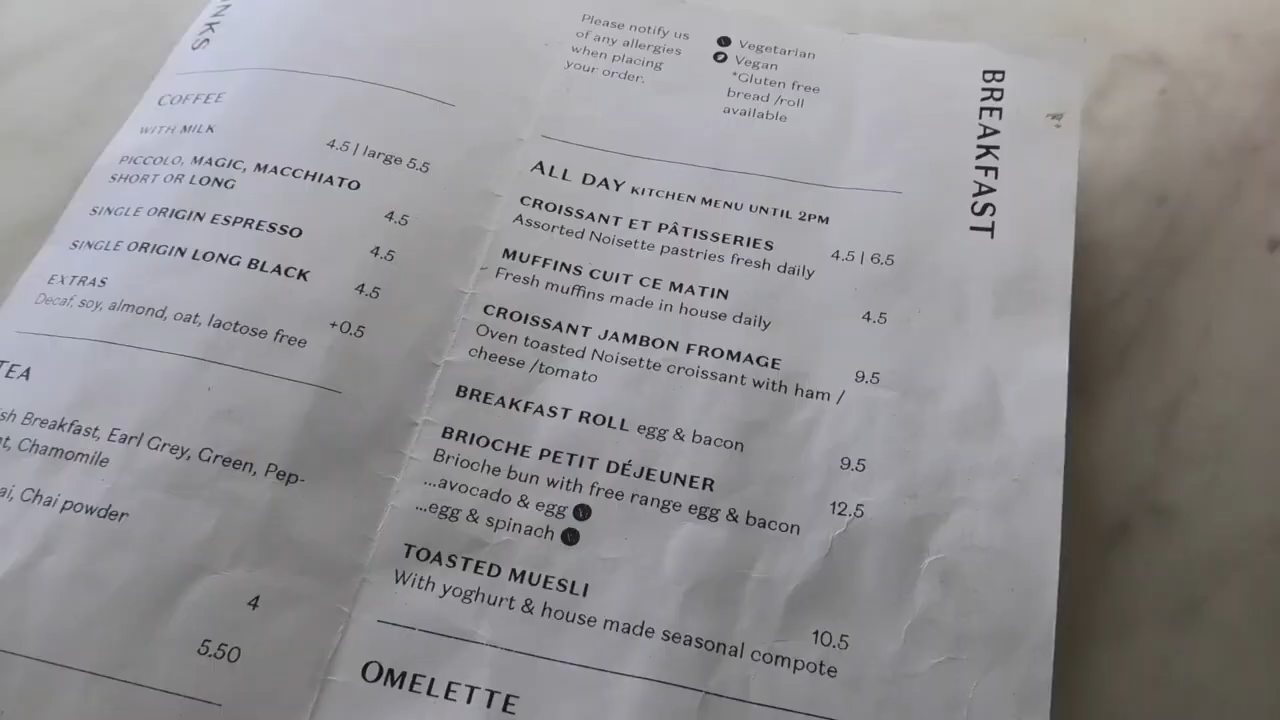 COFFEE
WITH MILK
4.5 | large 5.5
PICCOLO, MAGIC, MACCHIATO
SHORT OR LONG
4.5
SINGLE ORIGIN ESPRESSO
4.5
SINGLE ORIGIN LONG BLACK
4.5
EXTRAS
Decaf, soy, almond, oat, lactose free
+0.5
TEA
Breakfast, Earl Grey, Green, Pep-
Chamomile
Chai powder
4
5.50
Please notify us
of any allergies
when placing
your order.
Vegetarian
Vegan
*Gluten free
bread /roll
available
BREAKFAST
ALL DAY KITCHEN MENU UNTIL 2PM
CROISSANT ET PÂTISSERIES
Assorted Noisette pastries fresh daily
4.5 | 6.5
MUFFINS CUIT CE MATIN
Fresh muffins made in house daily
4.5
CROISSANT JAMBON FROMAGE
Oven toasted Noisette croissant with ham /
cheese /tomato
9.5
BREAKFAST ROLL egg & bacon
9.5
BRIOCHE PETIT DÉJEUNER
Brioche bun with free range egg & bacon
12.5
...avocado & egg V
...egg & spinach V
TOASTED MUESLI
With yoghurt & house made seasonal compote
10.5
OMELETTE